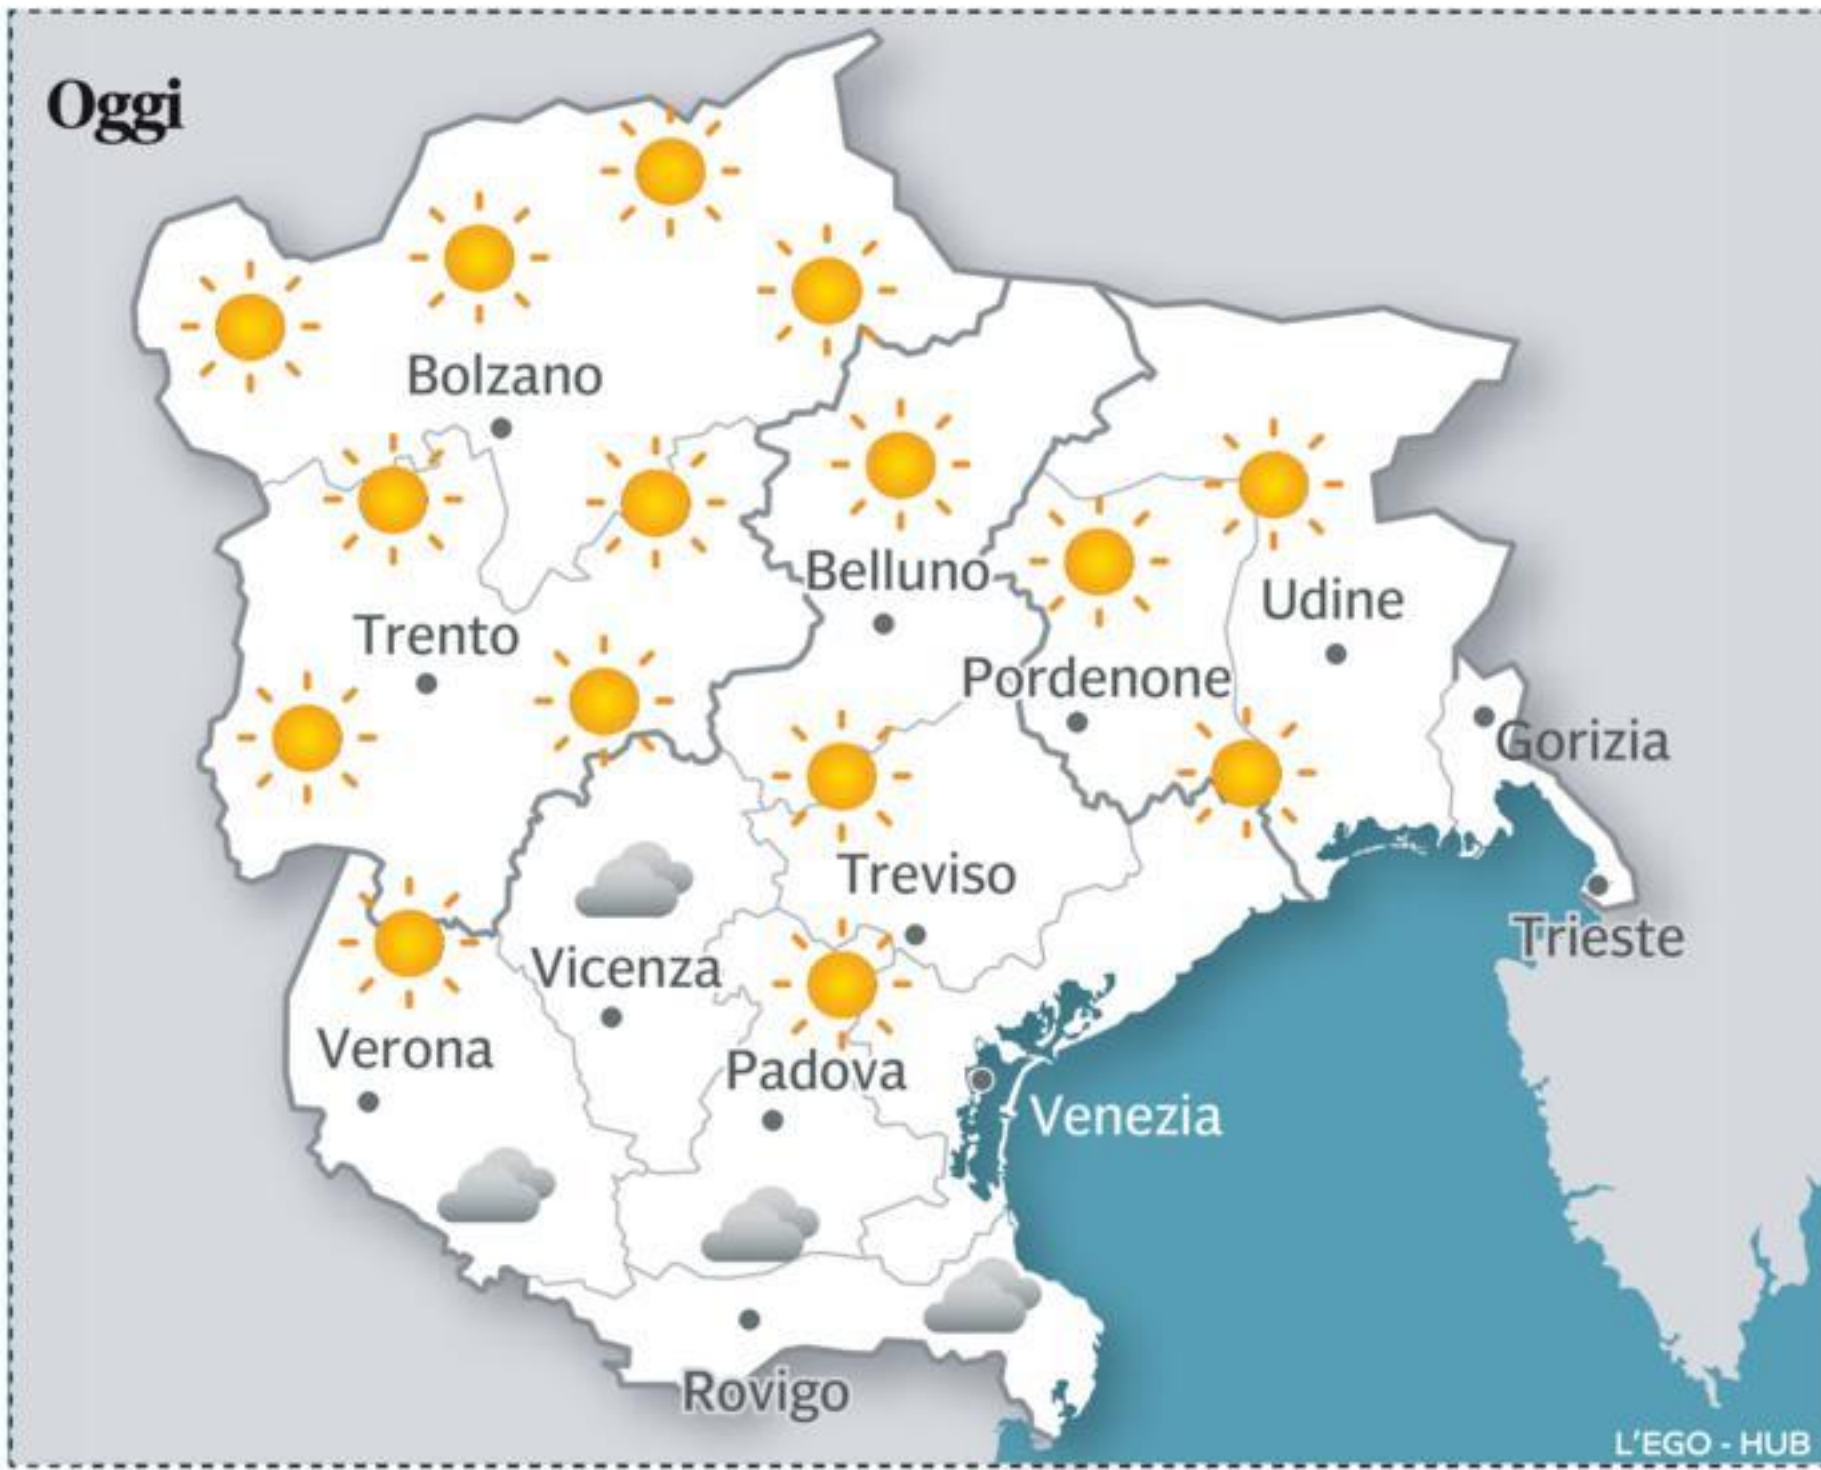 Oggi
Bolzano
Belluno
Udine
Trento
Pordenone
Gorizia
Treviso
Trieste
Vicenza
Verona
Padova
Venezia
Rovigo
L'EGO - HUB